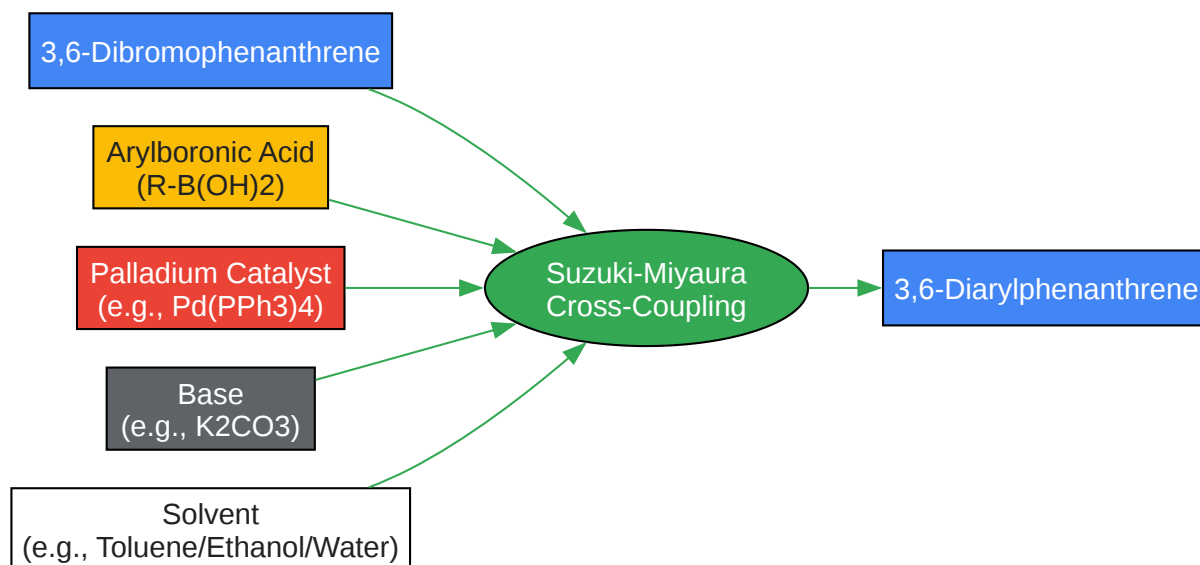 3,6-Dibromophenanthrene
Arylboronic Acid
(R-B(OH)2)
Palladium Catalyst
(e.g., Pd(PPh3)4)
Base
(e.g., K2CO3)
Solvent
(e.g., Toluene/Ethanol/Water)
Suzuki-Miyaura
Cross-Coupling
3,6-Diarylphenanthrene